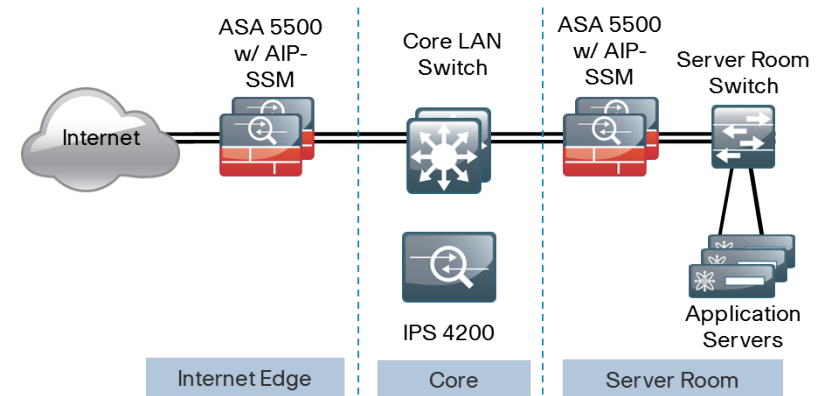 ASA 5500
w/ AIP-
SSM
Core LAN
Switch
ASA 5500
w/ AIP-
SSM
Server Room
Switch
Internet
IPS 4200
Application
Servers
Internet Edge
Core
Server Room